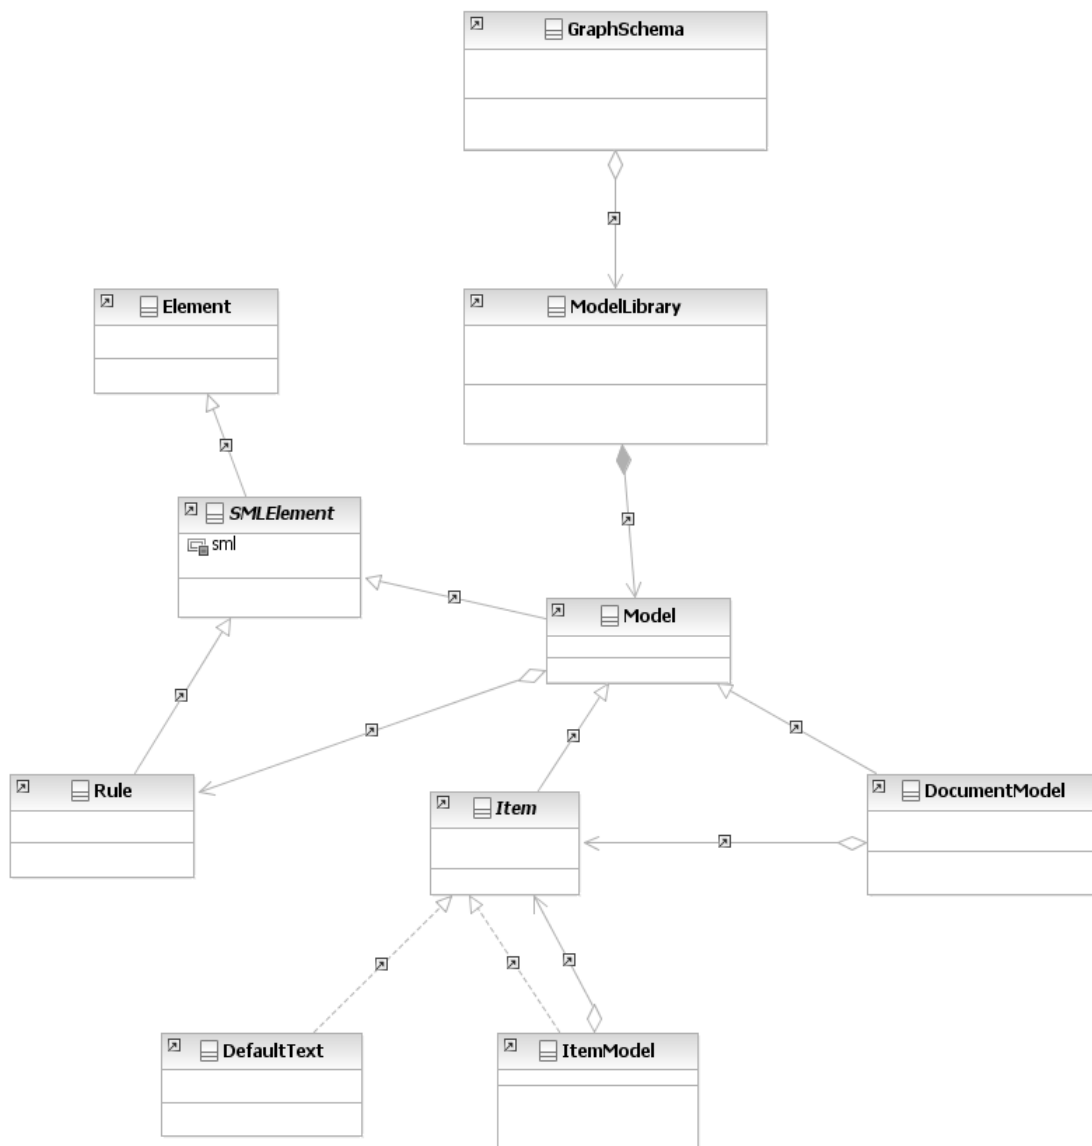 GraphSchema
Element
ModelLibrary
SMLElement
sml
Model
Rule
Item
DocumentModel
DefaultText
ItemModel